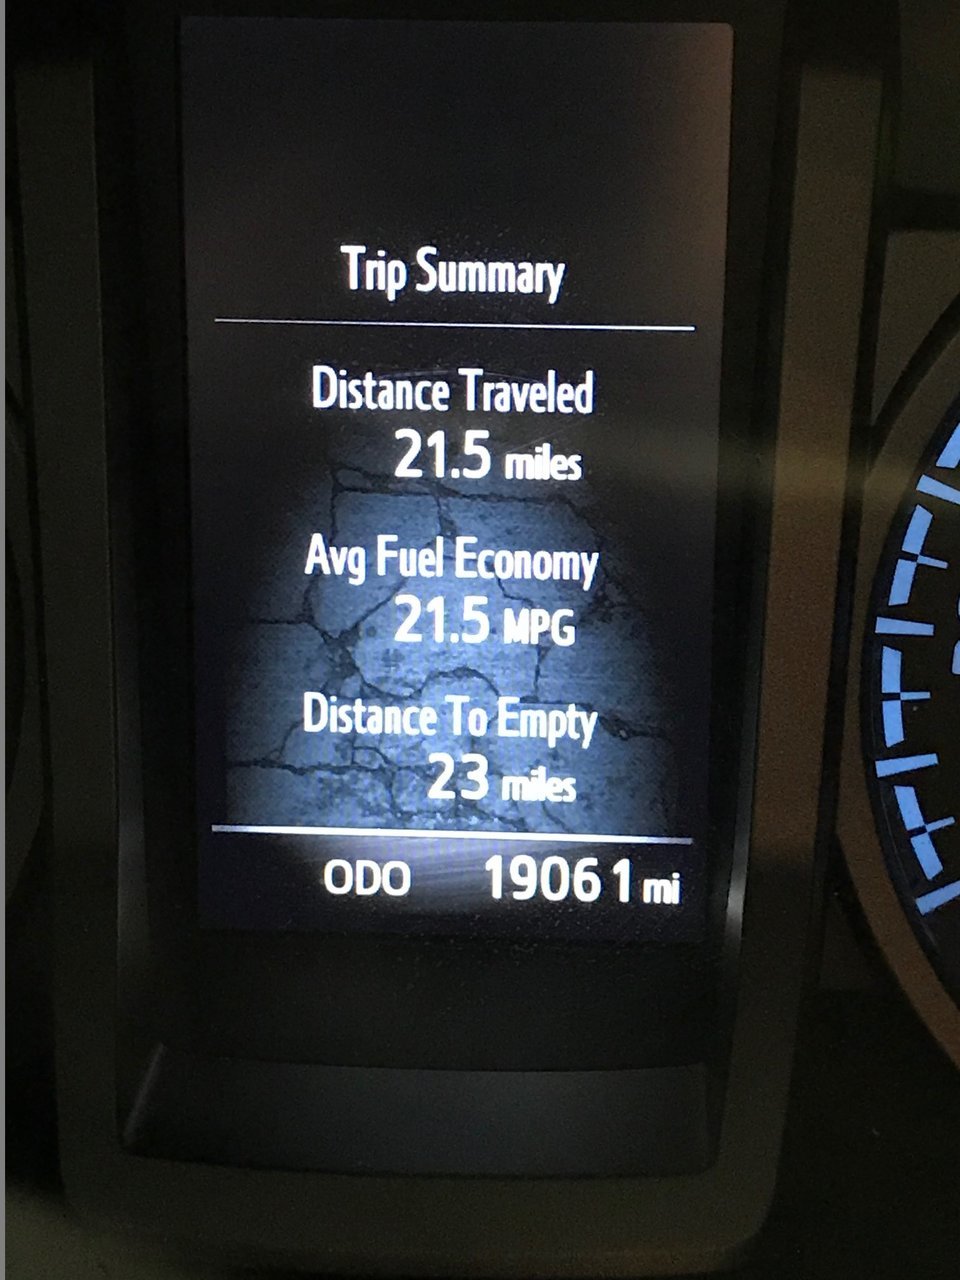 Trip Summary
Distance Traveled
21.5 miles
Avg Fuel Economy
21.5 MPG
Distance To Empty
23 miles
ODO 19061 mi